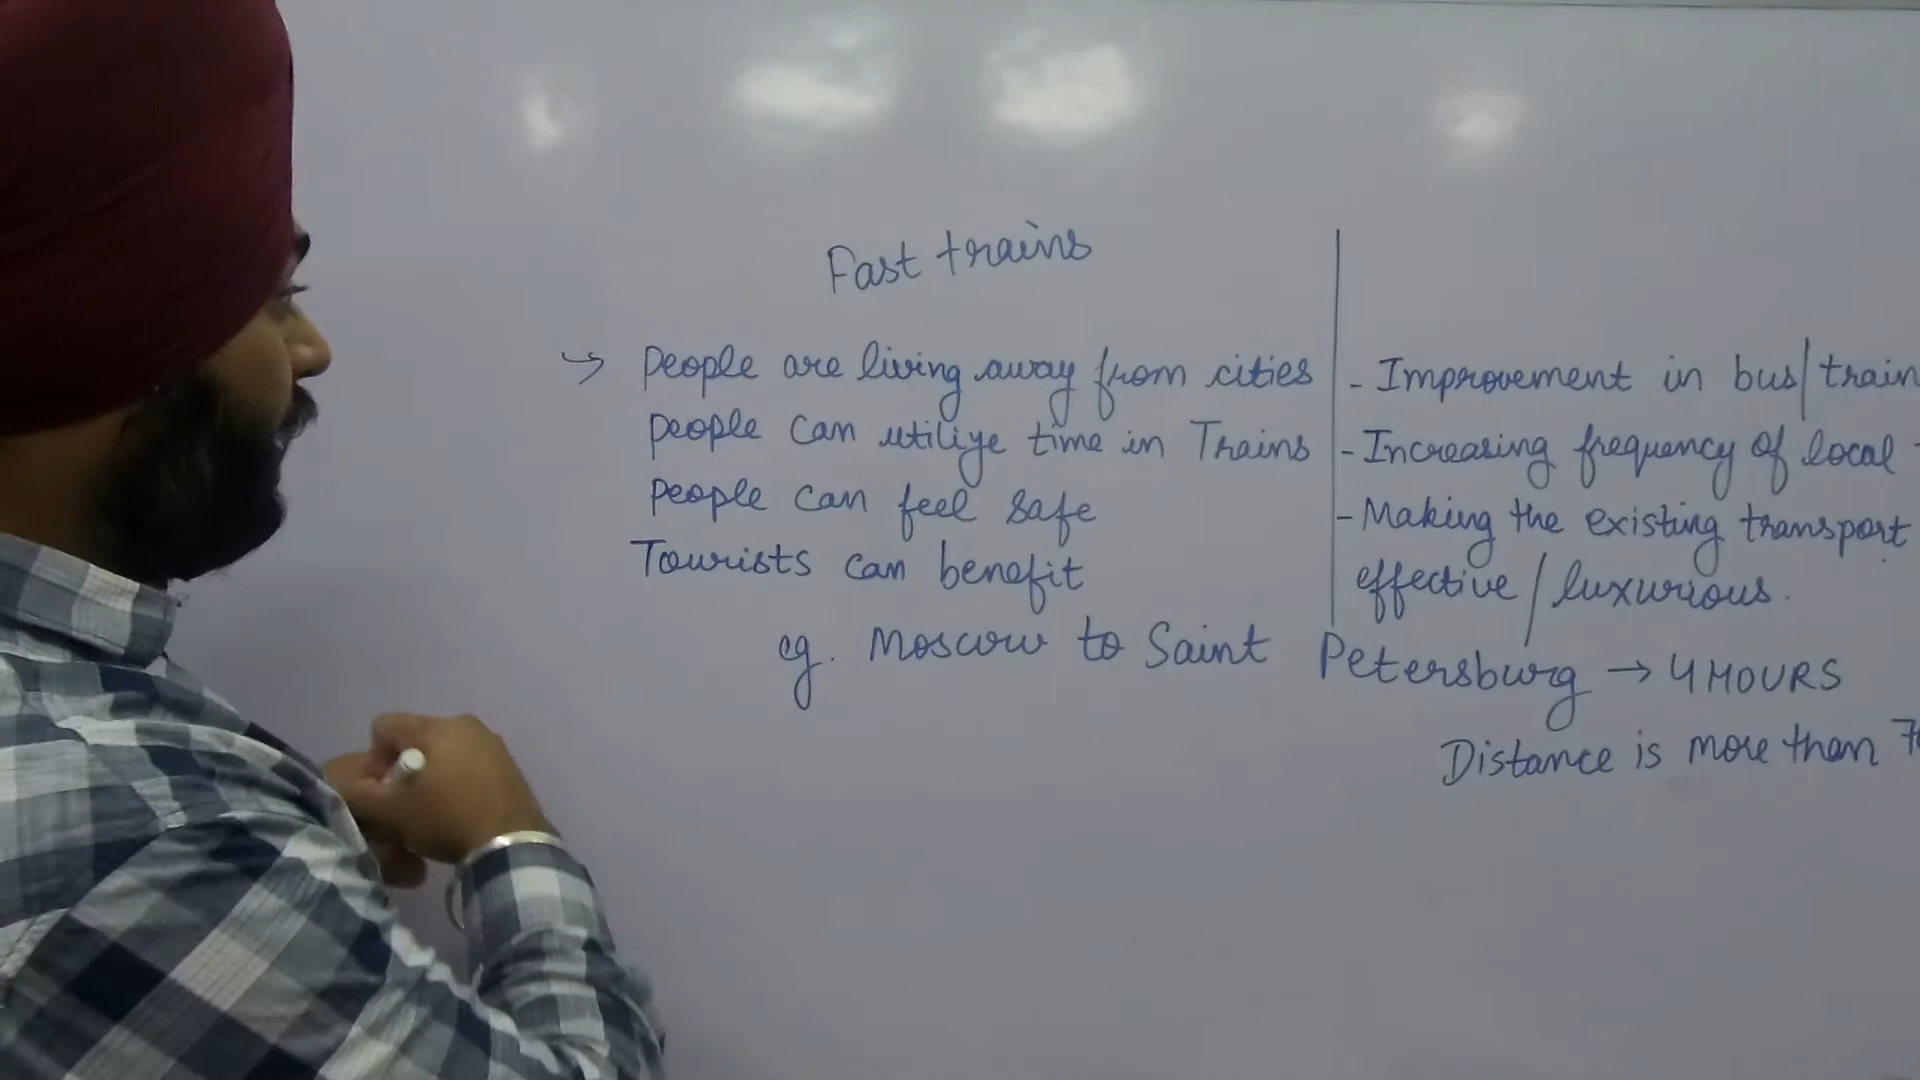 Fast trains
→ People are living away from cities
People can utilize time in Trains
People can feel safe
Tourists can benefit
- Improvement in bus/train
- Increasing frequency of local
- Making the existing transport
effective/luxurious.
eg. Moscow to Saint Petersburg → 4 HOURS
Distance is more than